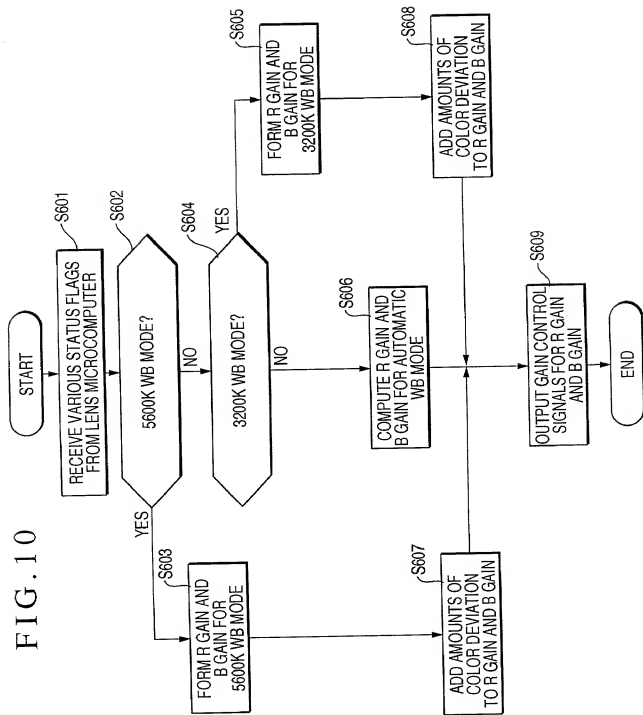 FIG.10
START
S601
RECEIVE VARIOUS STATUS FLAGS
FROM LENS MICROCOMPUTER
S602
5600K WB MODE?
YES
NO
S604
3200K WB MODE?
YES
NO
S603
FORM R GAIN AND
B GAIN FOR
5600K WB MODE
S606
COMPUTE R GAIN AND
B GAIN FOR AUTOMATIC
WB MODE
S605
FORM R GAIN AND
B GAIN FOR
3200K WB MODE
S607
ADD AMOUNTS OF
COLOR DEVIATION
TO R GAIN AND B GAIN
S608
ADD AMOUNTS OF
COLOR DEVIATION
TO R GAIN AND B GAIN
S609
OUTPUT GAIN CONTROL
SIGNALS FOR R GAIN
AND B GAIN
END